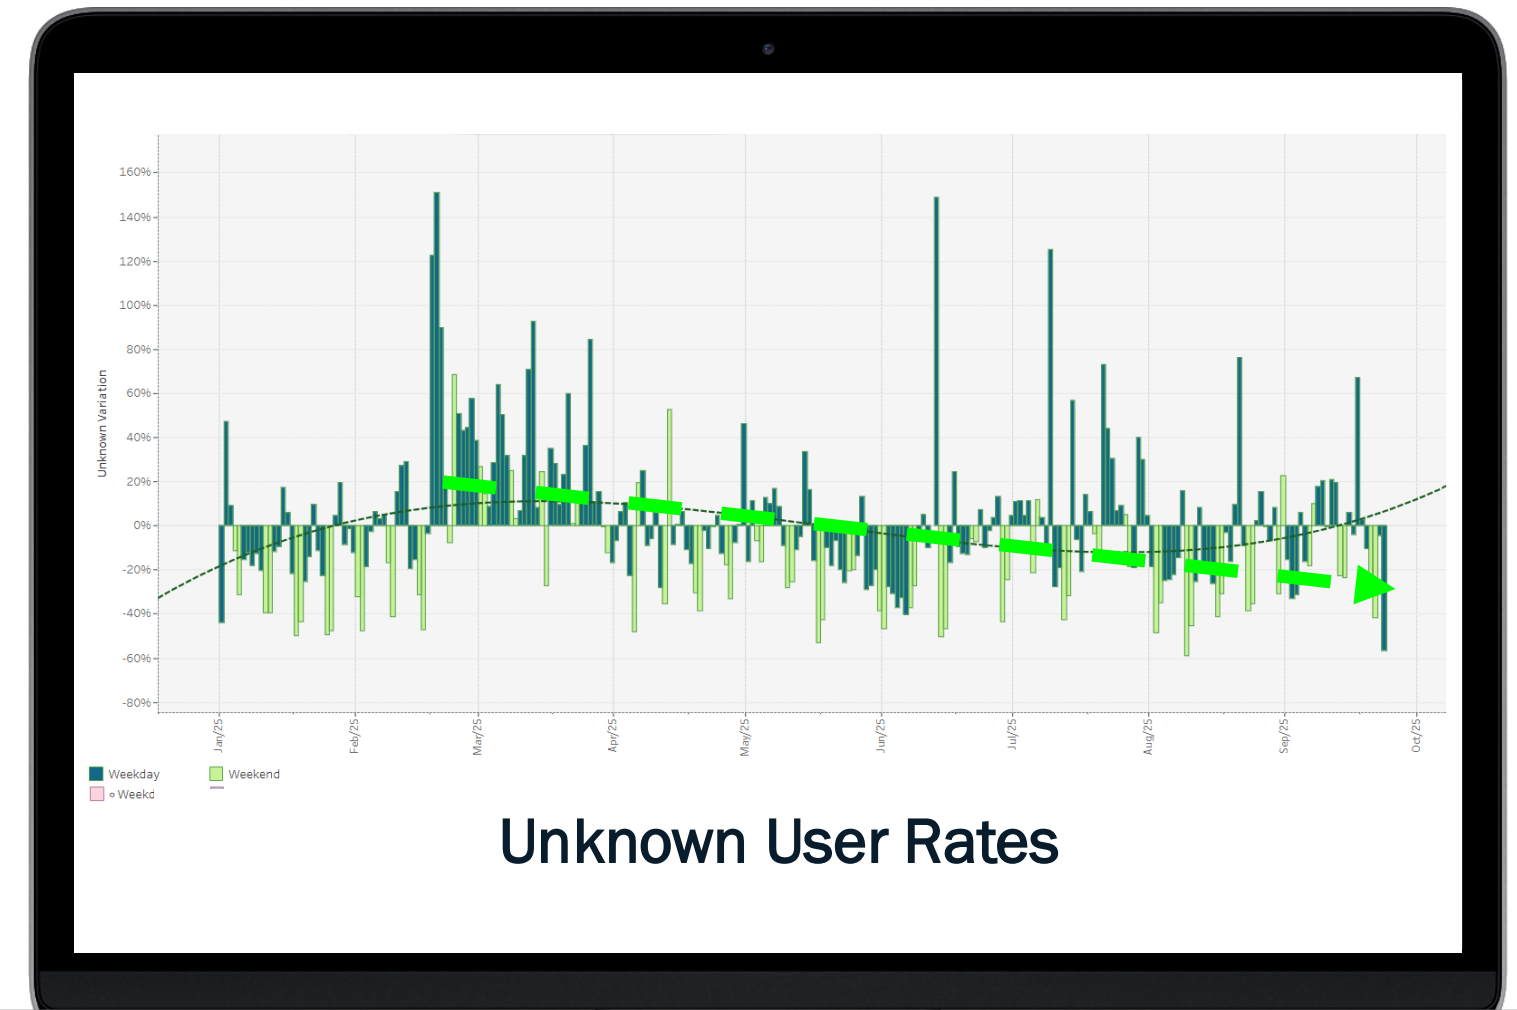 160%
140%
120%
100%
80%
60%
40%
20%
0%
-20%
-40%
-60%
-80%
Unknown Variation
Jan/25
Feb/25
Mar/25
Apr/25
May/25
Jun/25
Jul/25
Aug/25
Sep/25
Oct/25
Weekday
Weekend
Weekd
Unknown User Rates